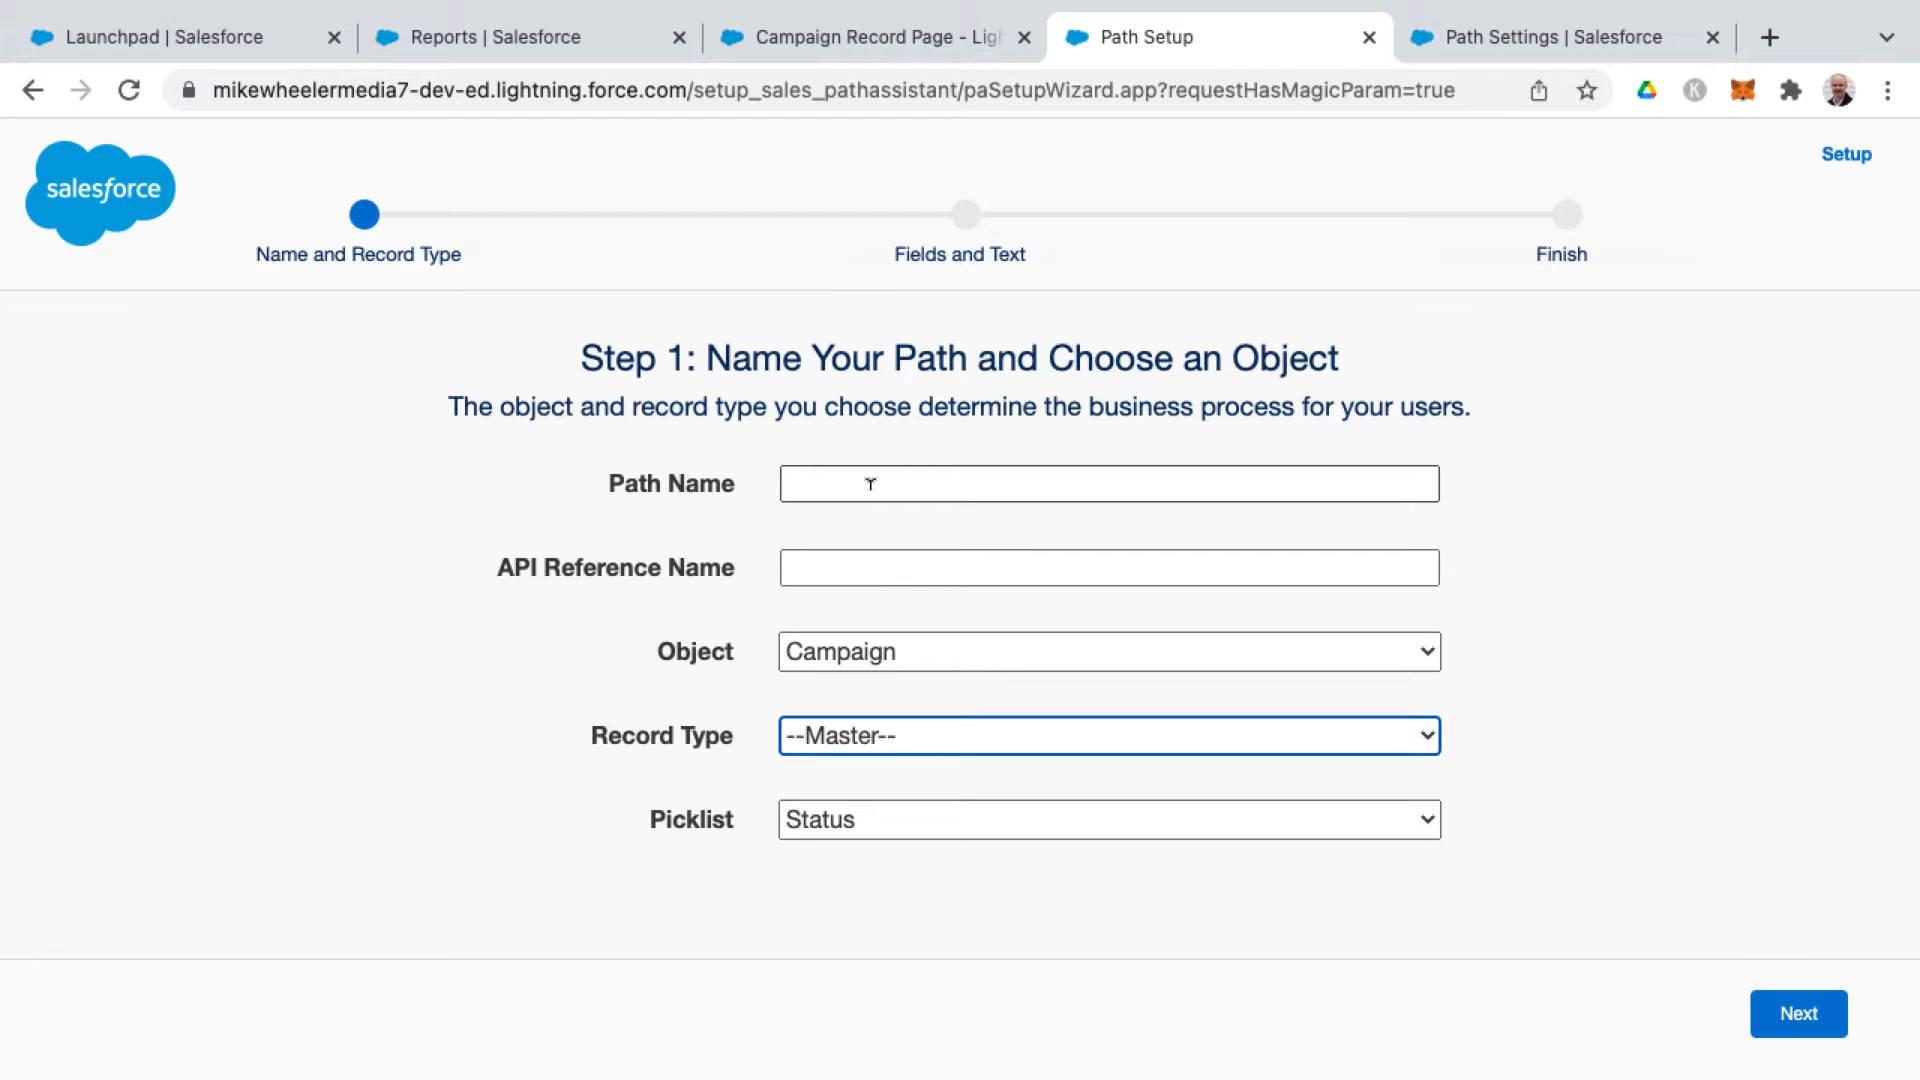 Launchpad | Salesforce
Reports | Salesforce
Campaign Record Page - Ligh
Path Setup
Path Settings | Salesforce
mikewheelermedia7-dev-ed.lightning.force.com/setup_sales_pathassistant/paSetupWizard.app?requestHasMagicParam=true
K
salesforce
Setup
Name and Record Type
Fields and Text
Finish
Step 1: Name Your Path and Choose an Object
The object and record type you choose determine the business process for your users.
Path Name
API Reference Name
Object
Campaign
Record Type
--Master--
Picklist
Status
Next